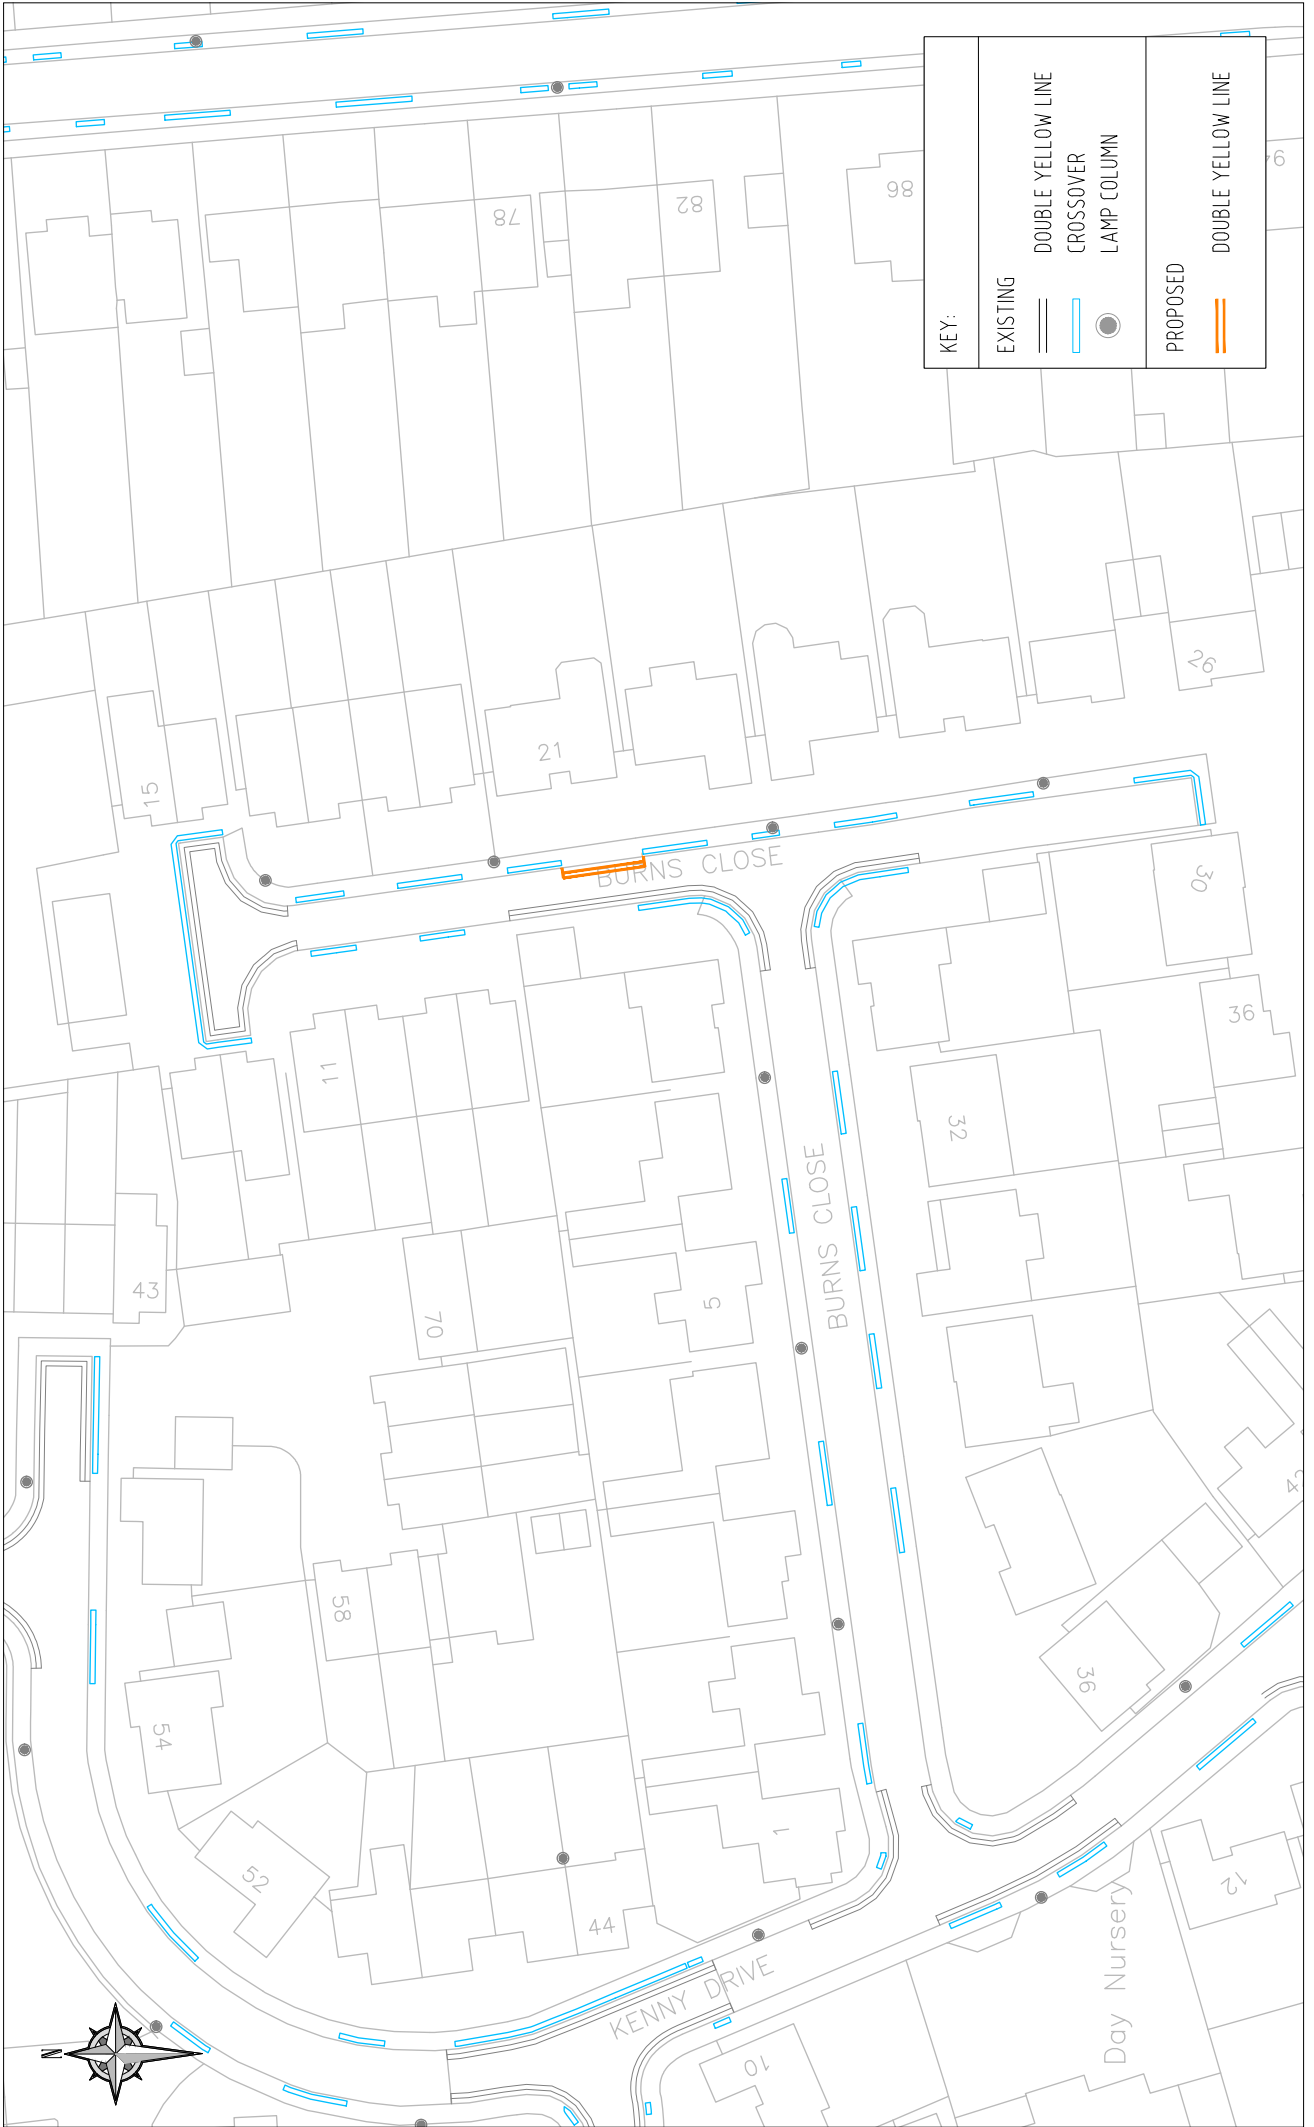 KEY:
EXISTING
DOUBLE YELLOW LINE
CROSSOVER
LAMP COLUMN
PROPOSED
DOUBLE YELLOW LINE
78
82
86
15
21
26
BURNS CLOSE
30
36
11
32
BURNS CLOSE
43
70
5
58
54
36
52
44
1
12
KENNY DRIVE
Day Nursery
10
N